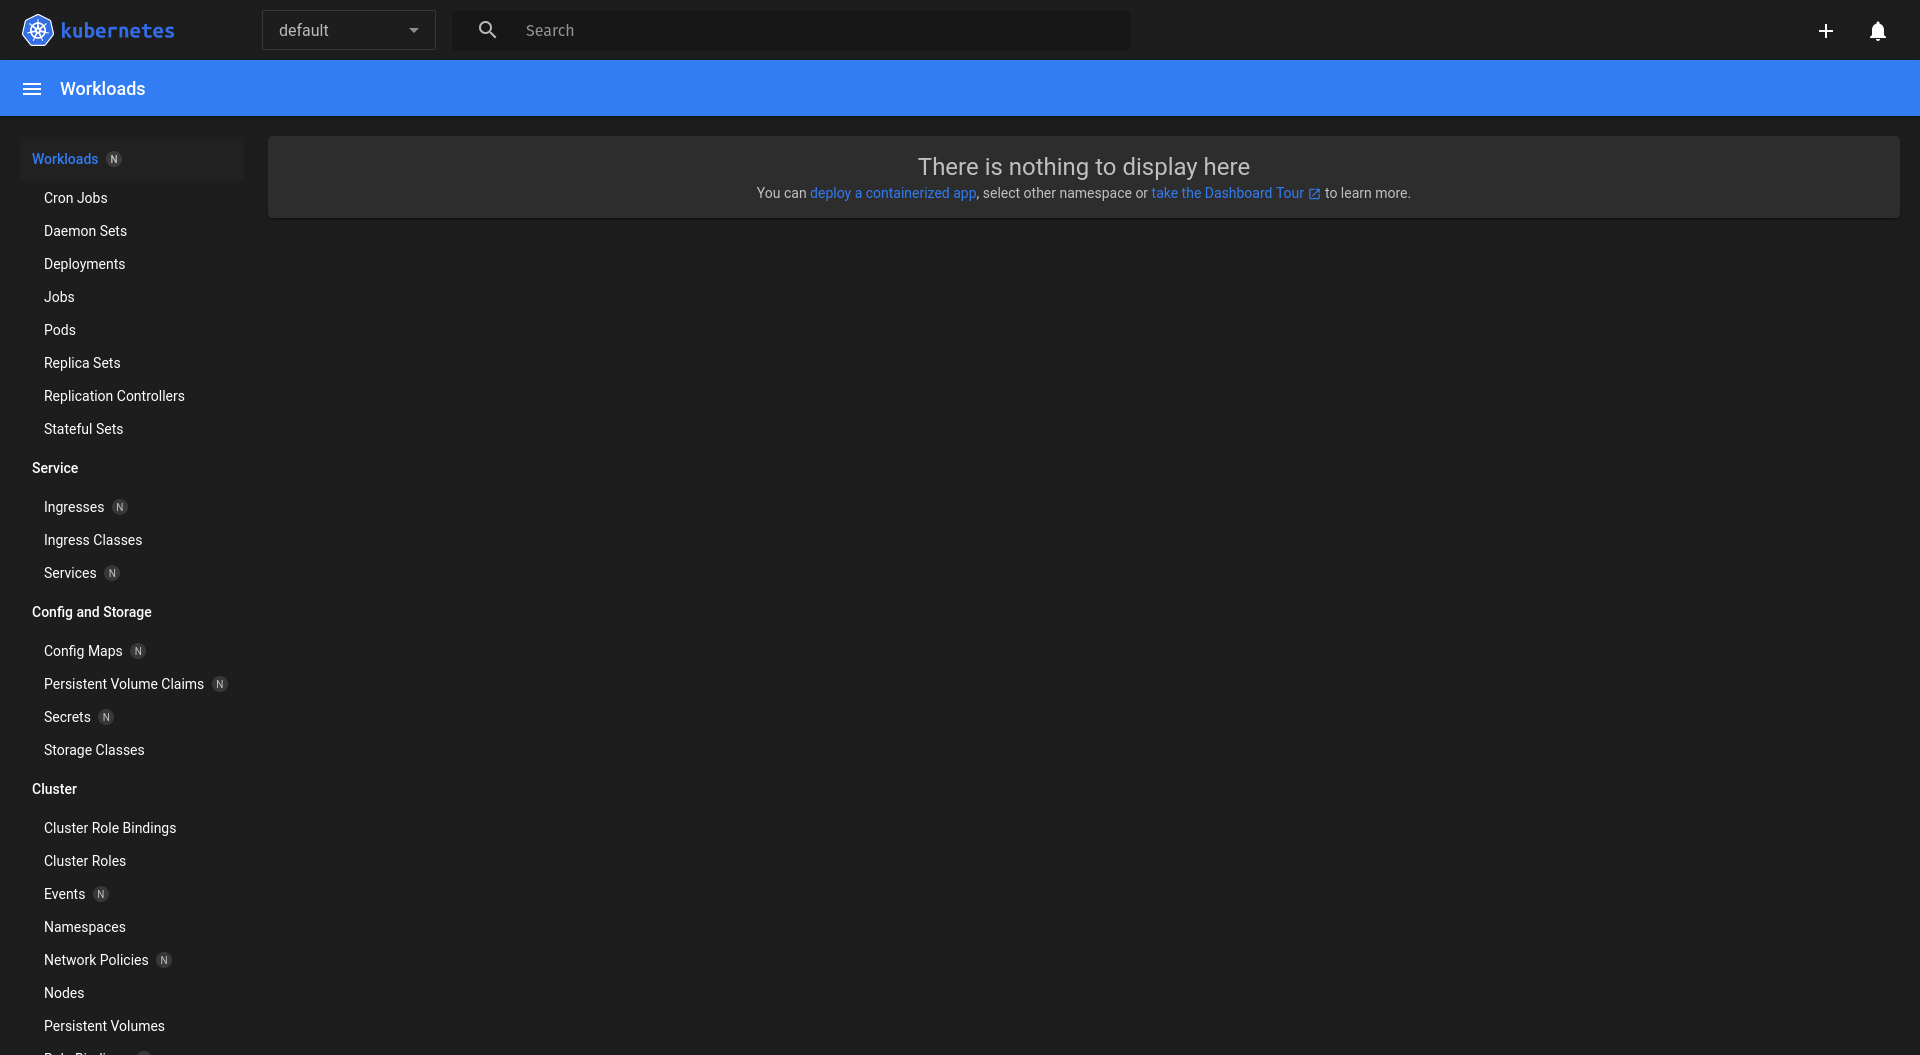 kubernetes
default
Search
Workloads
Workloads N
Cron Jobs
Daemon Sets
Deployments
Jobs
Pods
Replica Sets
Replication Controllers
Stateful Sets
Service
Ingresses N
Ingress Classes
Services N
Config and Storage
Config Maps N
Persistent Volume Claims N
Secrets N
Storage Classes
Cluster
Cluster Role Bindings
Cluster Roles
Events N
Namespaces
Network Policies N
Nodes
Persistent Volumes
There is nothing to display here
You can deploy a containerized app, select other namespace or take the Dashboard Tour to learn more.